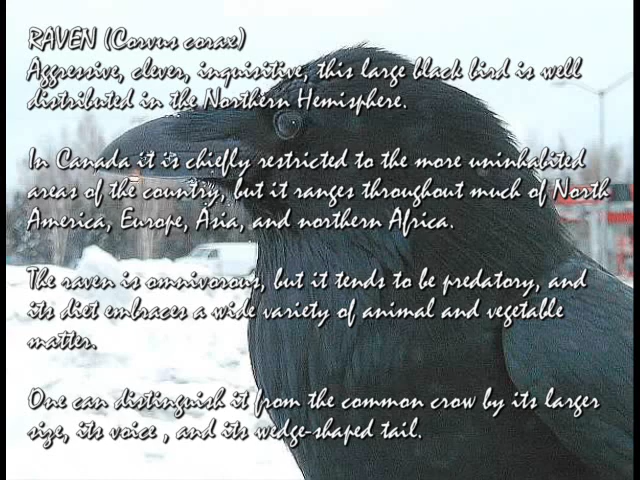 RAVEN (Corvus corax)
Aggressive, clever, inquisitive, this large black bird is well
distributed in the Northern Hemisphere.
In Canada it is chiefly restricted to the more uninhabited
areas of the country, but it ranges throughout much of North
America, Europe, Asia, and northern Africa.
The raven is omnivorous, but it tends to be predatory, and
its diet embraces a wide variety of animal and vegetable
matter.
One can distinguish it from the common crow by its larger
size, its voice , and its wedge-shaped tail.